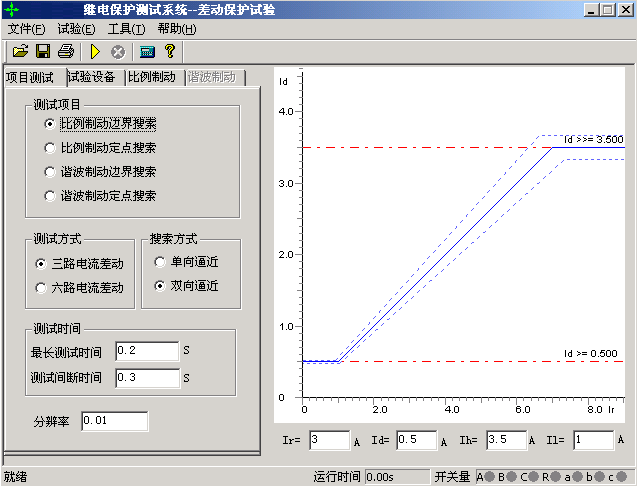 继电保护测试系统--差动保护试验
文件(F) 试验(E) 工具(T) 帮助(H)
项目测试 试验设备 比例制动 谐波制动
测试项目
比例制动边界搜索
比例制动定点搜索
谐波制动边界搜索
谐波制动定点搜索
测试方式
三路电流差动
六路电流差动
搜索方式
单向逼近
双向逼近
测试时间
最长测试时间 0.2 S
测试间断时间 0.3 S
分辨率 0.01
Id
4.0
3.0
2.0
1.0
0
Id >>= 3.500
Id >= 0.500
0 2.0 4.0 6.0 8.0 Ir
Ir= 3 A Id= 0.5 A Ih= 3.5 A Il= 1 A
就绪 运行时间 0.00s 开关量 A B C R a b c